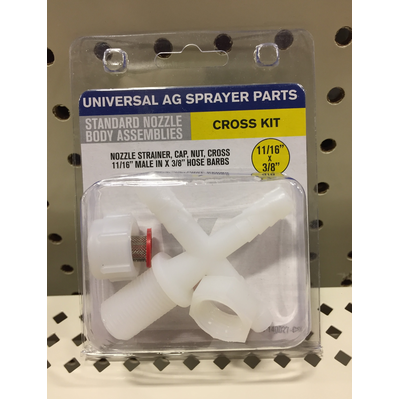 UNIVERSAL AG SPRAYER PARTS
STANDARD NOZZLE
BODY ASSEMBLIES
CROSS KIT
NOZZLE STRAINER, CAP, NUT, CROSS
11/16" MALE IN X 3/8" HOSE BARBS
11/16"
X
3/8"